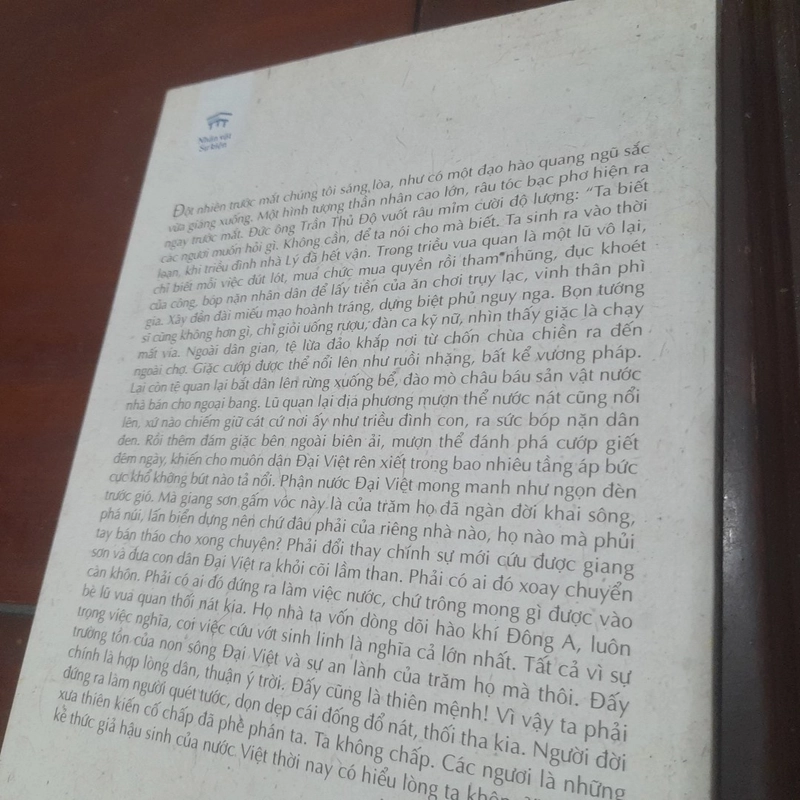 Nhân vật
Sự kiện
Đột nhiên trước mắt chúng tôi sáng lòa, như có một đạo hào quang ngũ sắc
vừa giáng xuống. Một hình tượng thần nhân cao lớn, râu tóc bạc phơ hiện ra
ngay trước mắt. Đức ông Trần Thủ Độ vuốt râu mỉm cười độ lượng: "Ta biết
các ngươi muốn hỏi gì. Không cần, để ta nói cho mà biết. Ta sinh ra vào thời
loạn, khi triều đình nhà Lý đã hết vận. Trong triều vua quan là một lũ vô lại,
chỉ biết mỗi việc đút lót, mua chức mua quyền rồi tham nhũng, đục khoét
của công, bóp nặn nhân dân để lấy tiền của ăn chơi trụy lạc, vinh thân phì
gia. Xây đền đài miếu mạo hoành tráng, dựng biệt phủ nguy nga. Bọn tướng
sĩ cũng không hơn gì, chỉ giỏi uống rượu, đàn ca kỹ nữ, nhìn thấy giặc là chạy
mất vía. Ngoài dân gian, tệ lừa đảo khắp nơi từ chốn chùa chiền ra đến
ngoài chợ. Giặc cướp được thể nổi lên như ruồi nhặng, bất kể vương pháp.
Lại còn tệ quan lại bắt dân lên rừng xuống bể, đào mò châu báu sản vật nước
nhà bán cho ngoại bang. Lũ quan lại địa phương mượn thể nước nát cũng nổi
lên, xứ nào chiếm giữ cát cứ nơi ấy như triều đình con, ra sức bóp nặn dân
đen. Rồi thêm đám giặc bên ngoài biên ải, mượn thể đánh phá cướp giết
đêm ngày, khiến cho muôn dân Đại Việt rên xiết trong bao nhiêu tầng áp bức
cực khổ không bút nào tả nổi. Phận nước Đại Việt mong manh như ngọn đèn
trước gió. Mà giang sơn gấm vóc này là của trăm họ đã ngàn đời khai sông,
phá núi, lấn biển dựng nên chứ đâu phải của riêng nhà nào, họ nào mà phủi
tay bàn thảo cho xong chuyện? Phải đổi thay chính sự mới cứu được giang
sơn và đưa con dân Đại Việt ra khỏi cõi lầm than. Phải có ai đó xoay chuyển
càn khôn. Phải có ai đó đứng ra làm việc nước, chứ trông mong gì được vào
bè lũ vua quan thối nát kia. Họ nhà ta vốn dòng dõi hào khí Đông A, luôn
trọng việc nghĩa, coi việc cứu vớt sinh linh là nghĩa cả lớn nhất. Tất cả vì sự
trường tồn của non sông Đại Việt và sự an lành của trăm họ mà thôi. Đấy
chính là hợp lòng dân, thuận ý trời. Đấy cũng là thiên mệnh! Vì vậy ta phải
đứng ra làm người quét tước, dọn dẹp cái đống đổ nát, thối tha kia. Người đời
xưa thiên kiến cố chấp đã phê phán ta. Ta không chấp. Các ngươi là những
kẻ thức giả hậu sinh của nước Việt thời nay có hiểu lòng ta